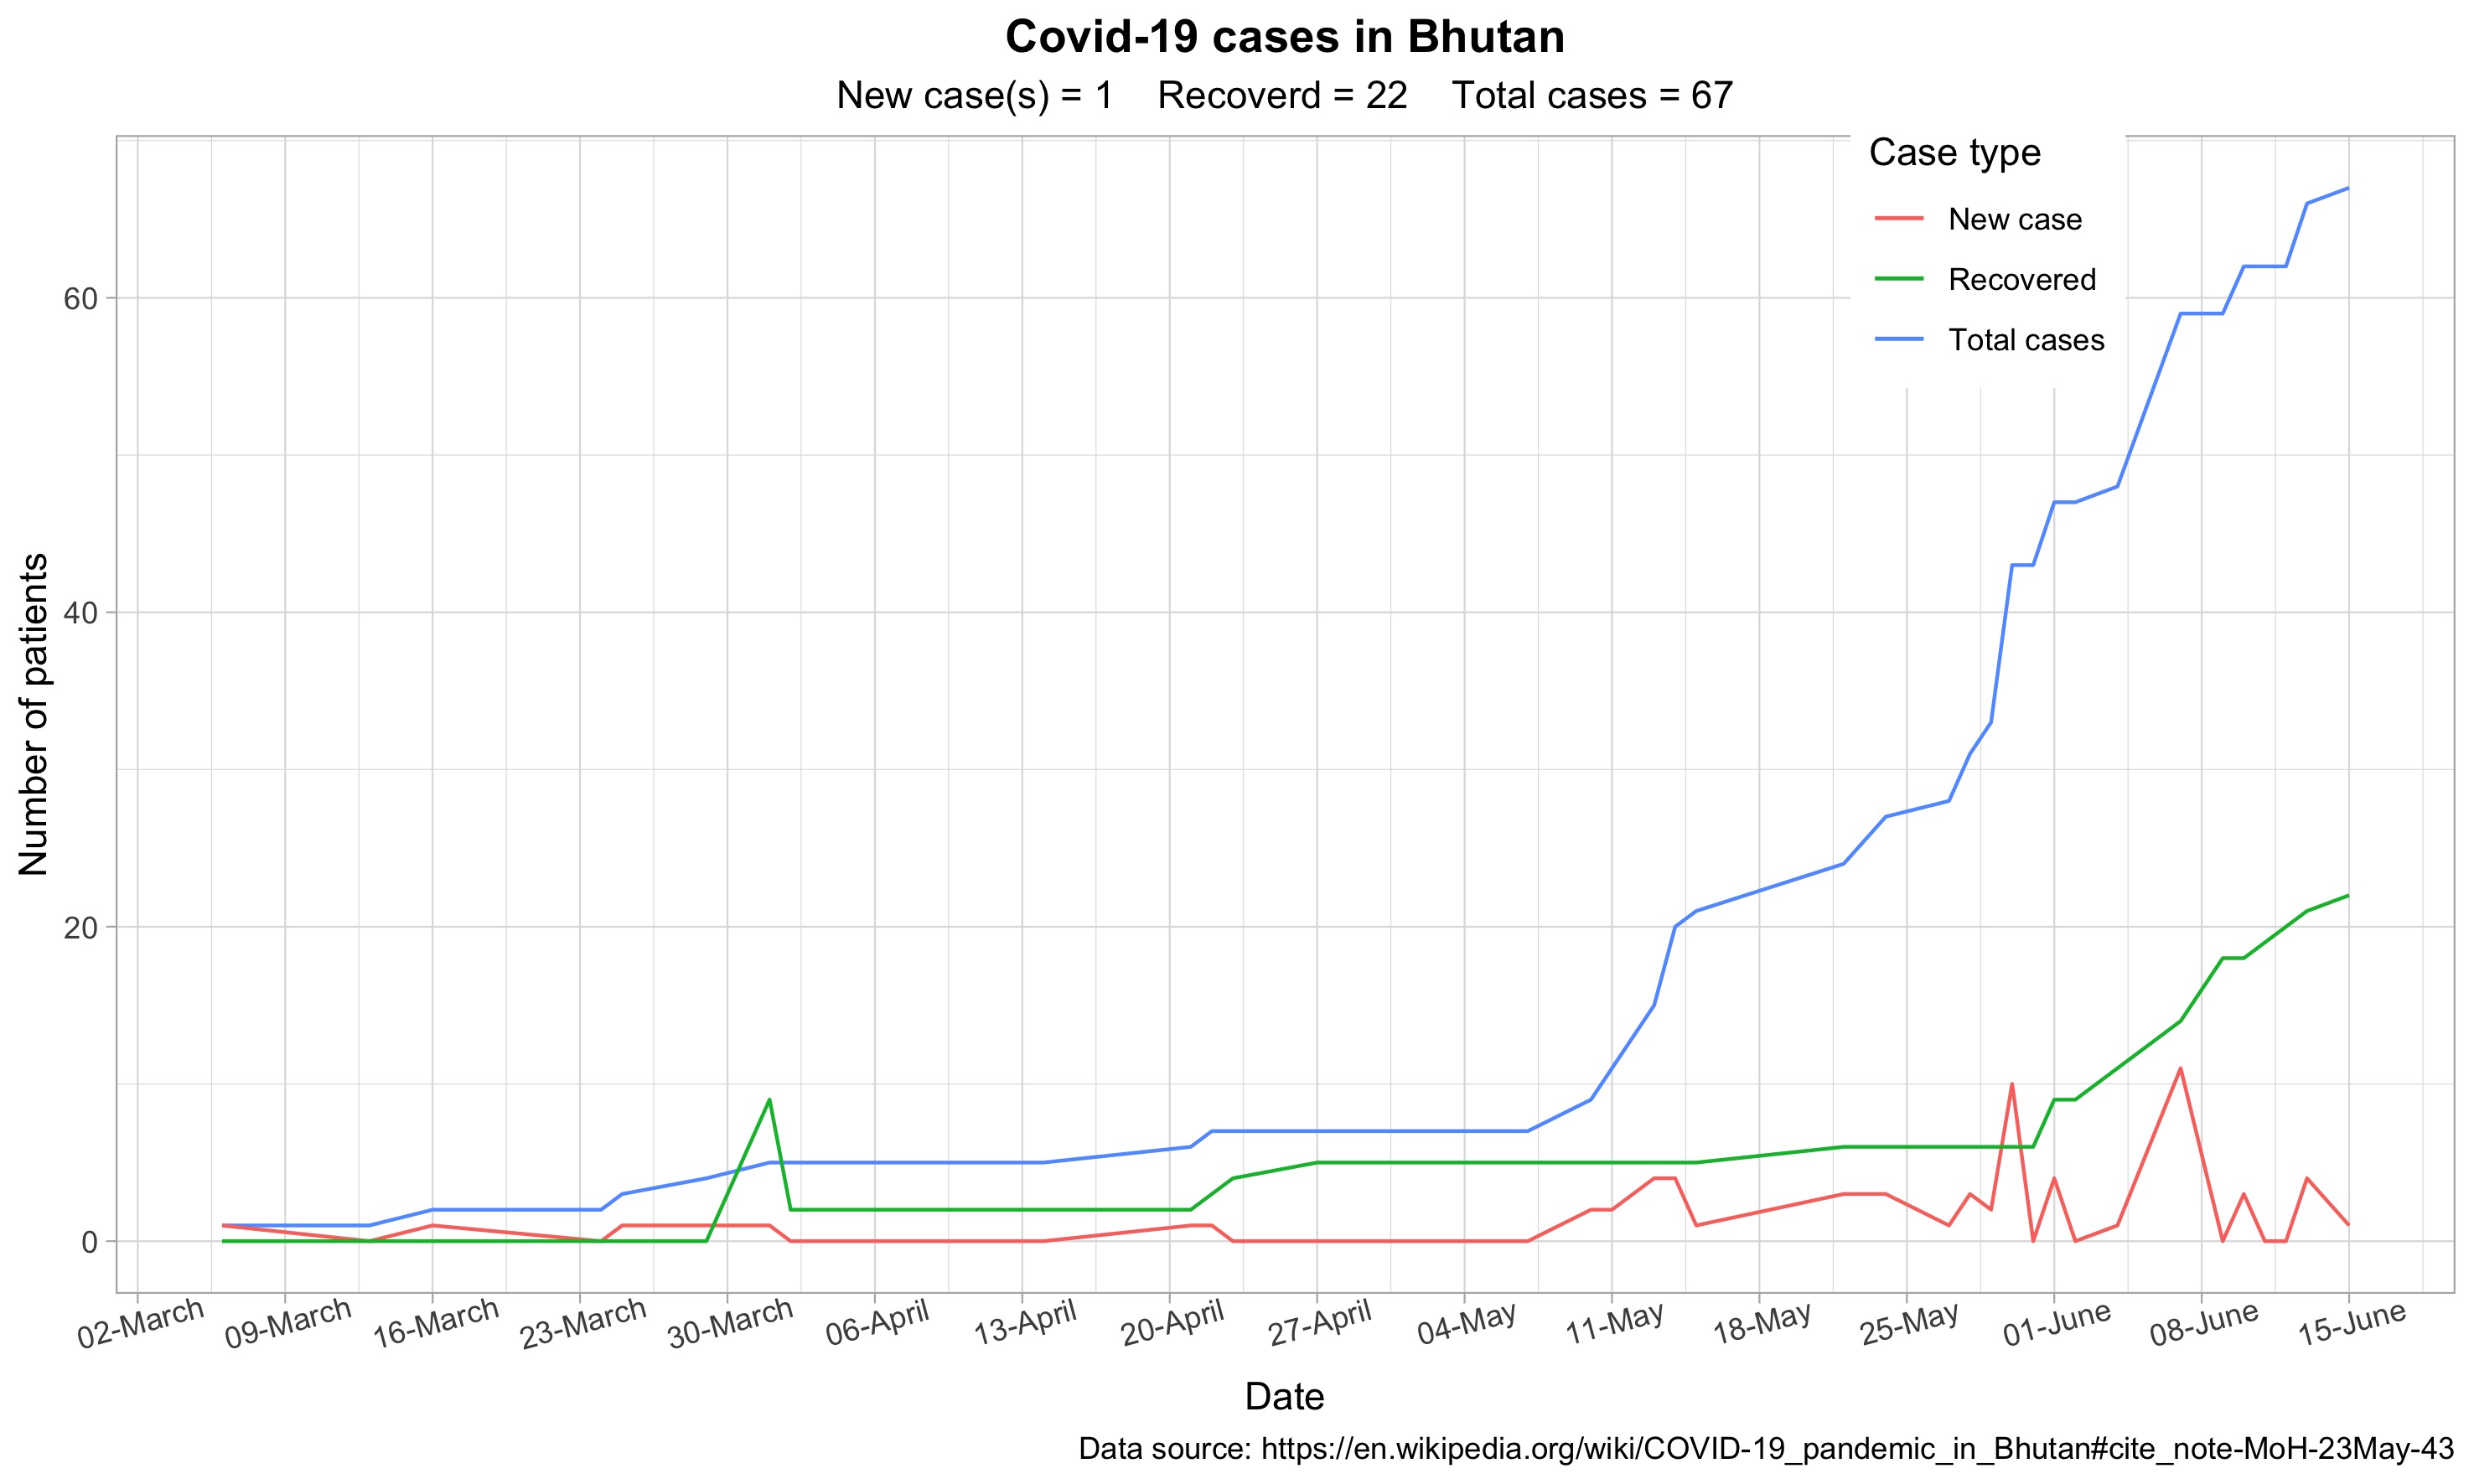 Covid-19 cases in Bhutan
New case(s) = 1 Recoverd = 22 Total cases = 67
Case type
New case
Recovered
Total cases
Number of patients
60
40
20
0
02-March 09-March 16-March 23-March 30-March 06-April 13-April 20-April 27-April 04-May 11-May 18-May 25-May 01-June 08-June 15-June
Date
Data source: https://en.wikipedia.org/wiki/COVID-19_pandemic_in_Bhutan#cite_note-MoH-23May-43